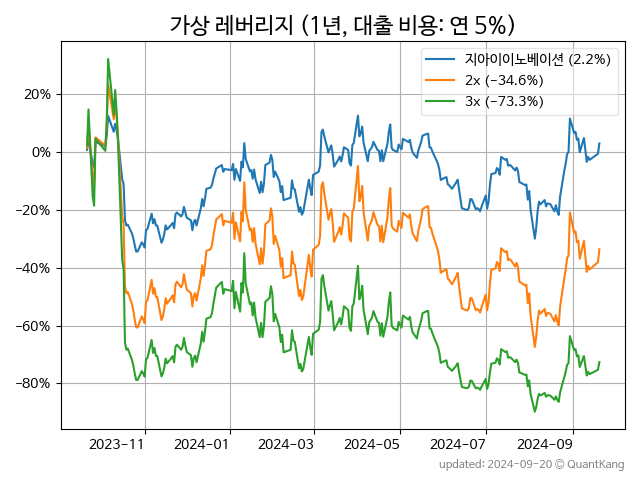 가상 레버리지 (1년, 대출 비용: 연 5%)
지아이이노베이션 (2.2%)
2x (−34.6%)
3x (−73.3%)
20%
0%
−20%
−40%
−60%
−80%
2023-11 2024-01 2024-03 2024-05 2024-07 2024-09
updated: 2024-09-20 © QuantKang